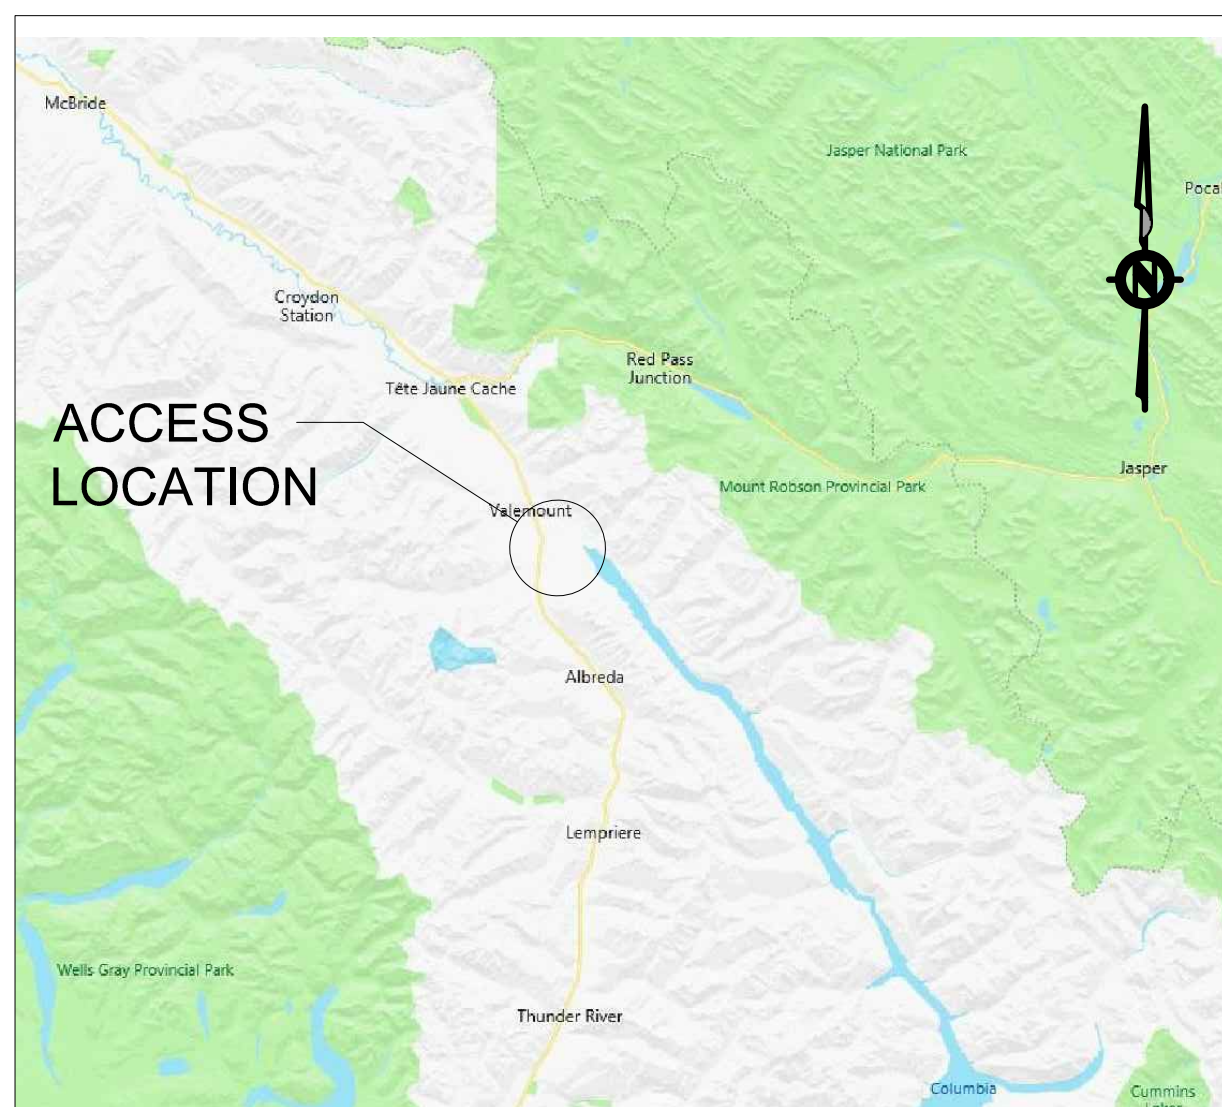 McBride
Jasper National Park
Pocal
N
Croydon
Station
Red Pass
Junction
Tête Jaune Cache
ACCESS
LOCATION
Jasper
Mount Robson Provincial Park
Valemount
Albreda
Lempriere
Wells Gray Provincial Park
Thunder River
Columbia
Cummins